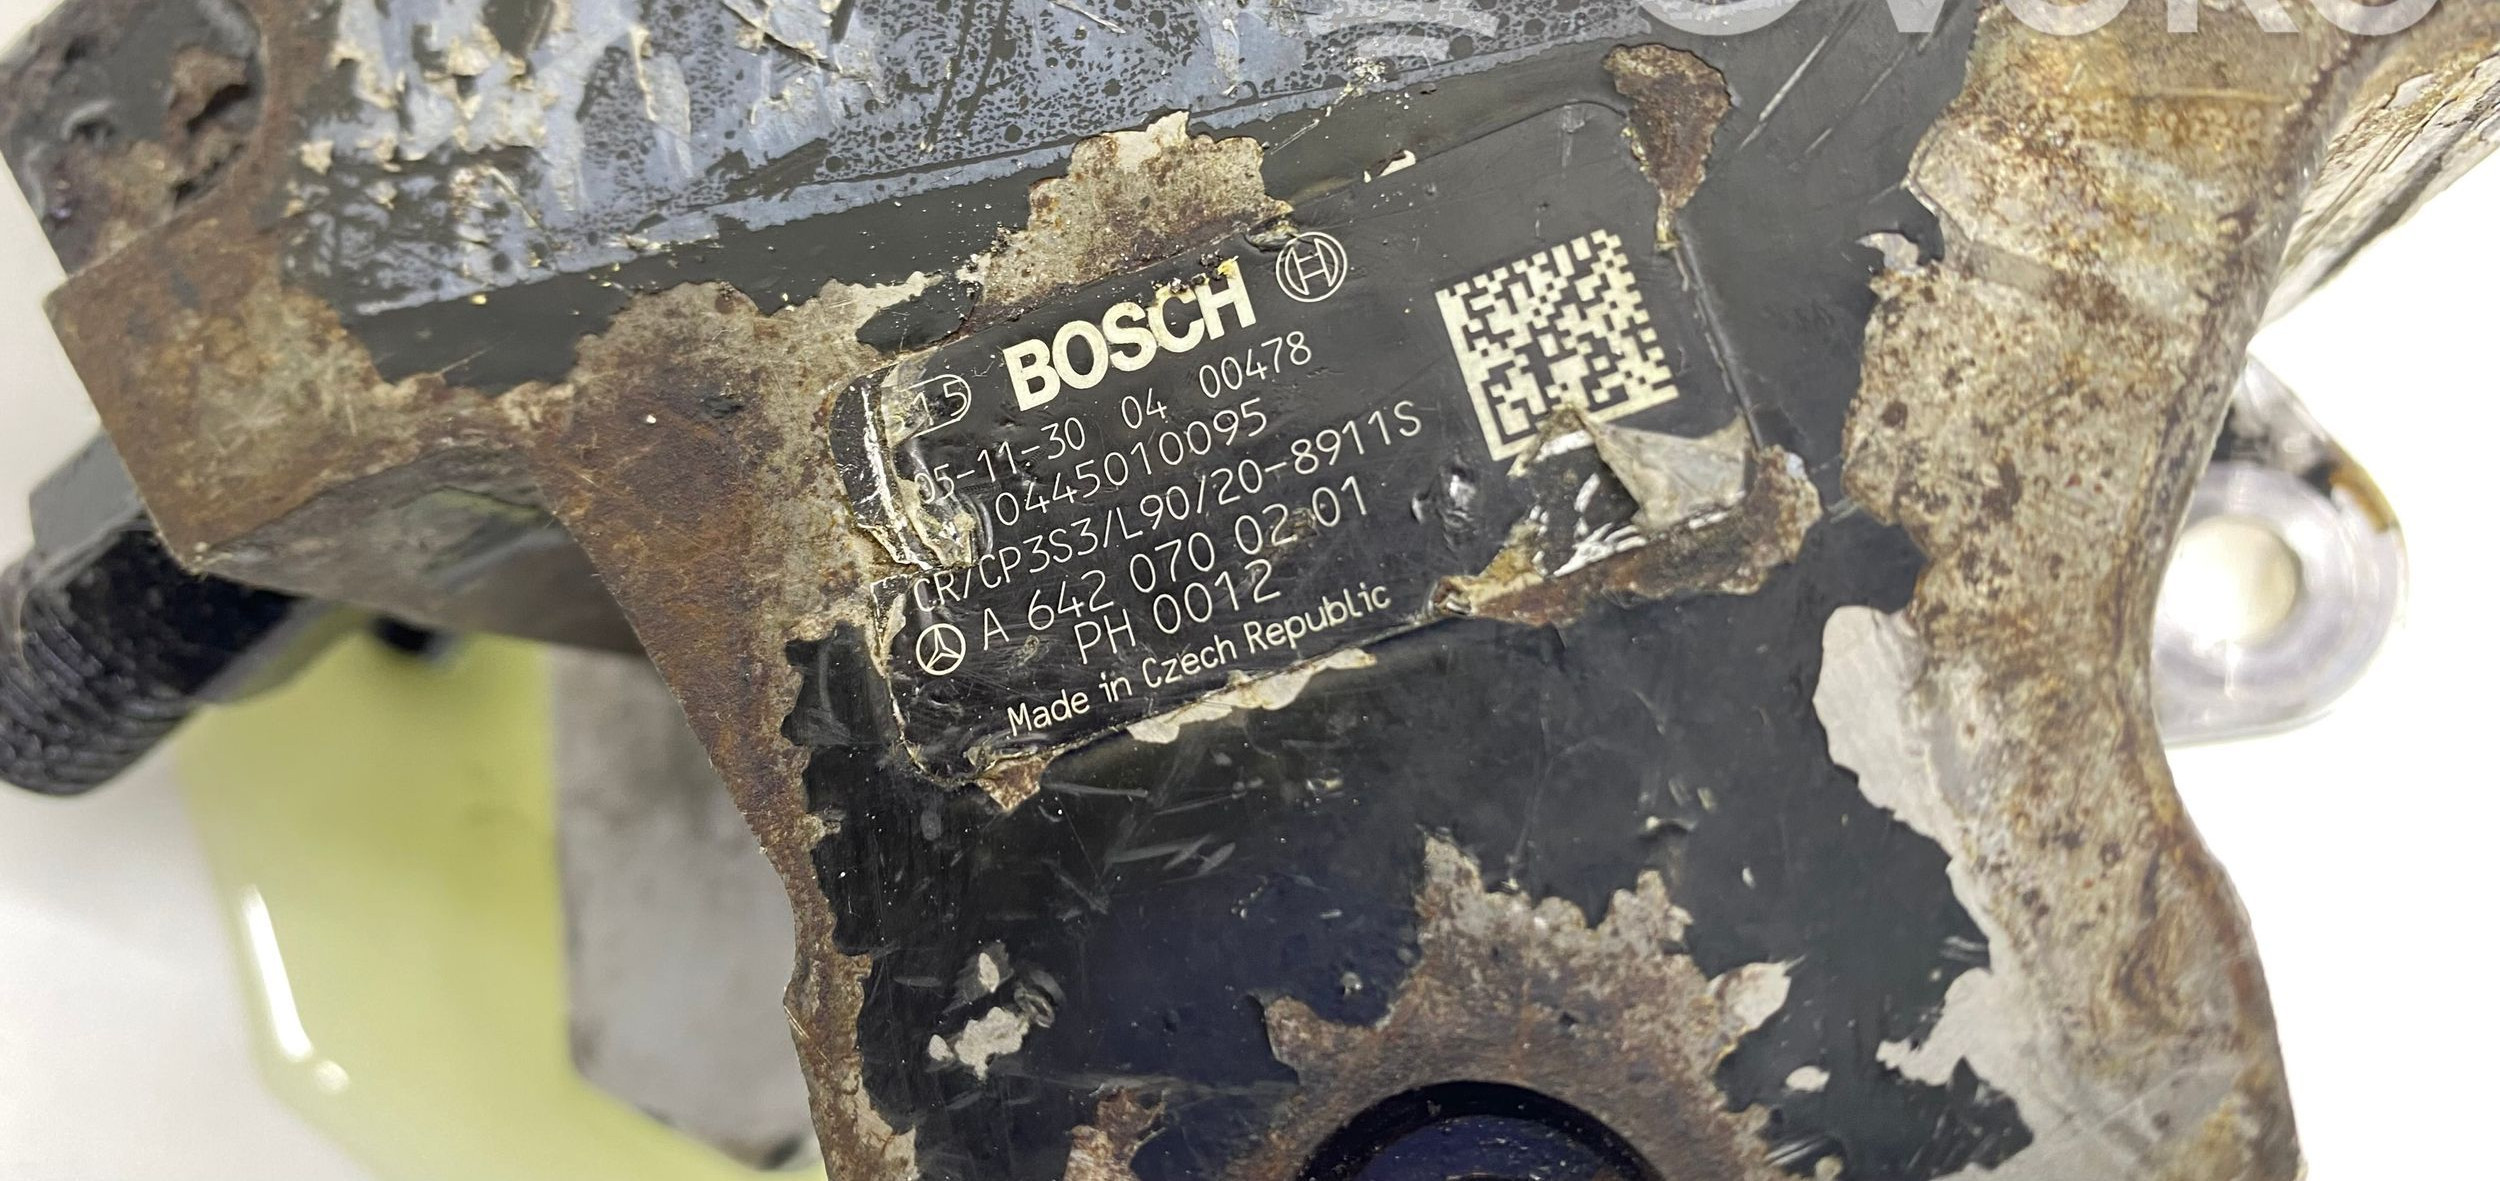 BOSCH
515
05-11-30 04 00478
0445010095
CR/CP3S3/L90/20-8911S
A 642 070 02 01
PH 0012
Made in Czech Republic